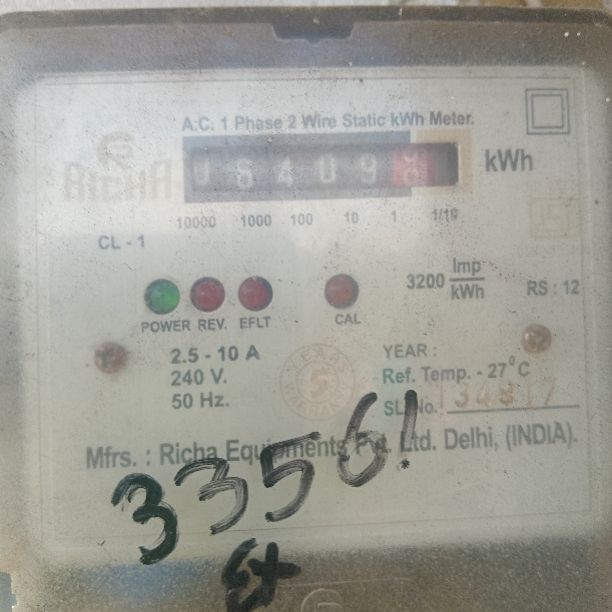 A.C. 1 Phase 2 Wire Static kWh Meter.
RICHA
06409 kWh
10000 1000 100 10 1 1/10
CL - 1
3200 Imp/kWh
RS : 12
POWER REV. EFLT CAL
2.5 - 10 A
240 V.
50 Hz.
YEARS
5
YEAR :
Ref. Temp. - 27°C
SL. No.
Mfrs. : Richa Equipments Pvt. Ltd. Delhi, (INDIA).
33561